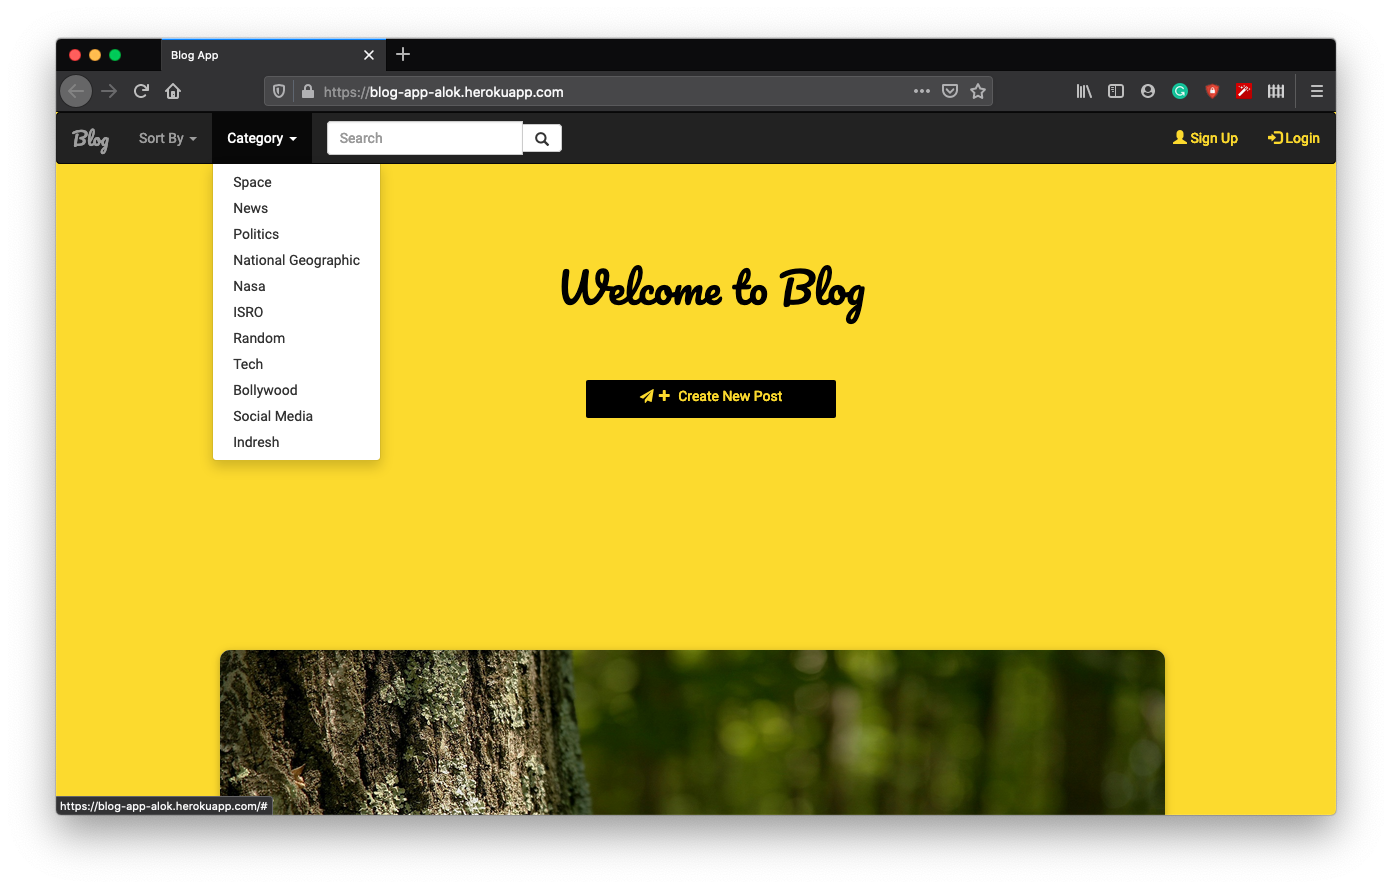 Blog App
https://blog-app-alok.herokuapp.com
Blog
Sort By
Category
Search
Sign Up
Login
Space
News
Politics
National Geographic
Nasa
ISRO
Random
Tech
Bollywood
Social Media
Indresh
Welcome to Blog
Create New Post
https://blog-app-alok.herokuapp.com/#